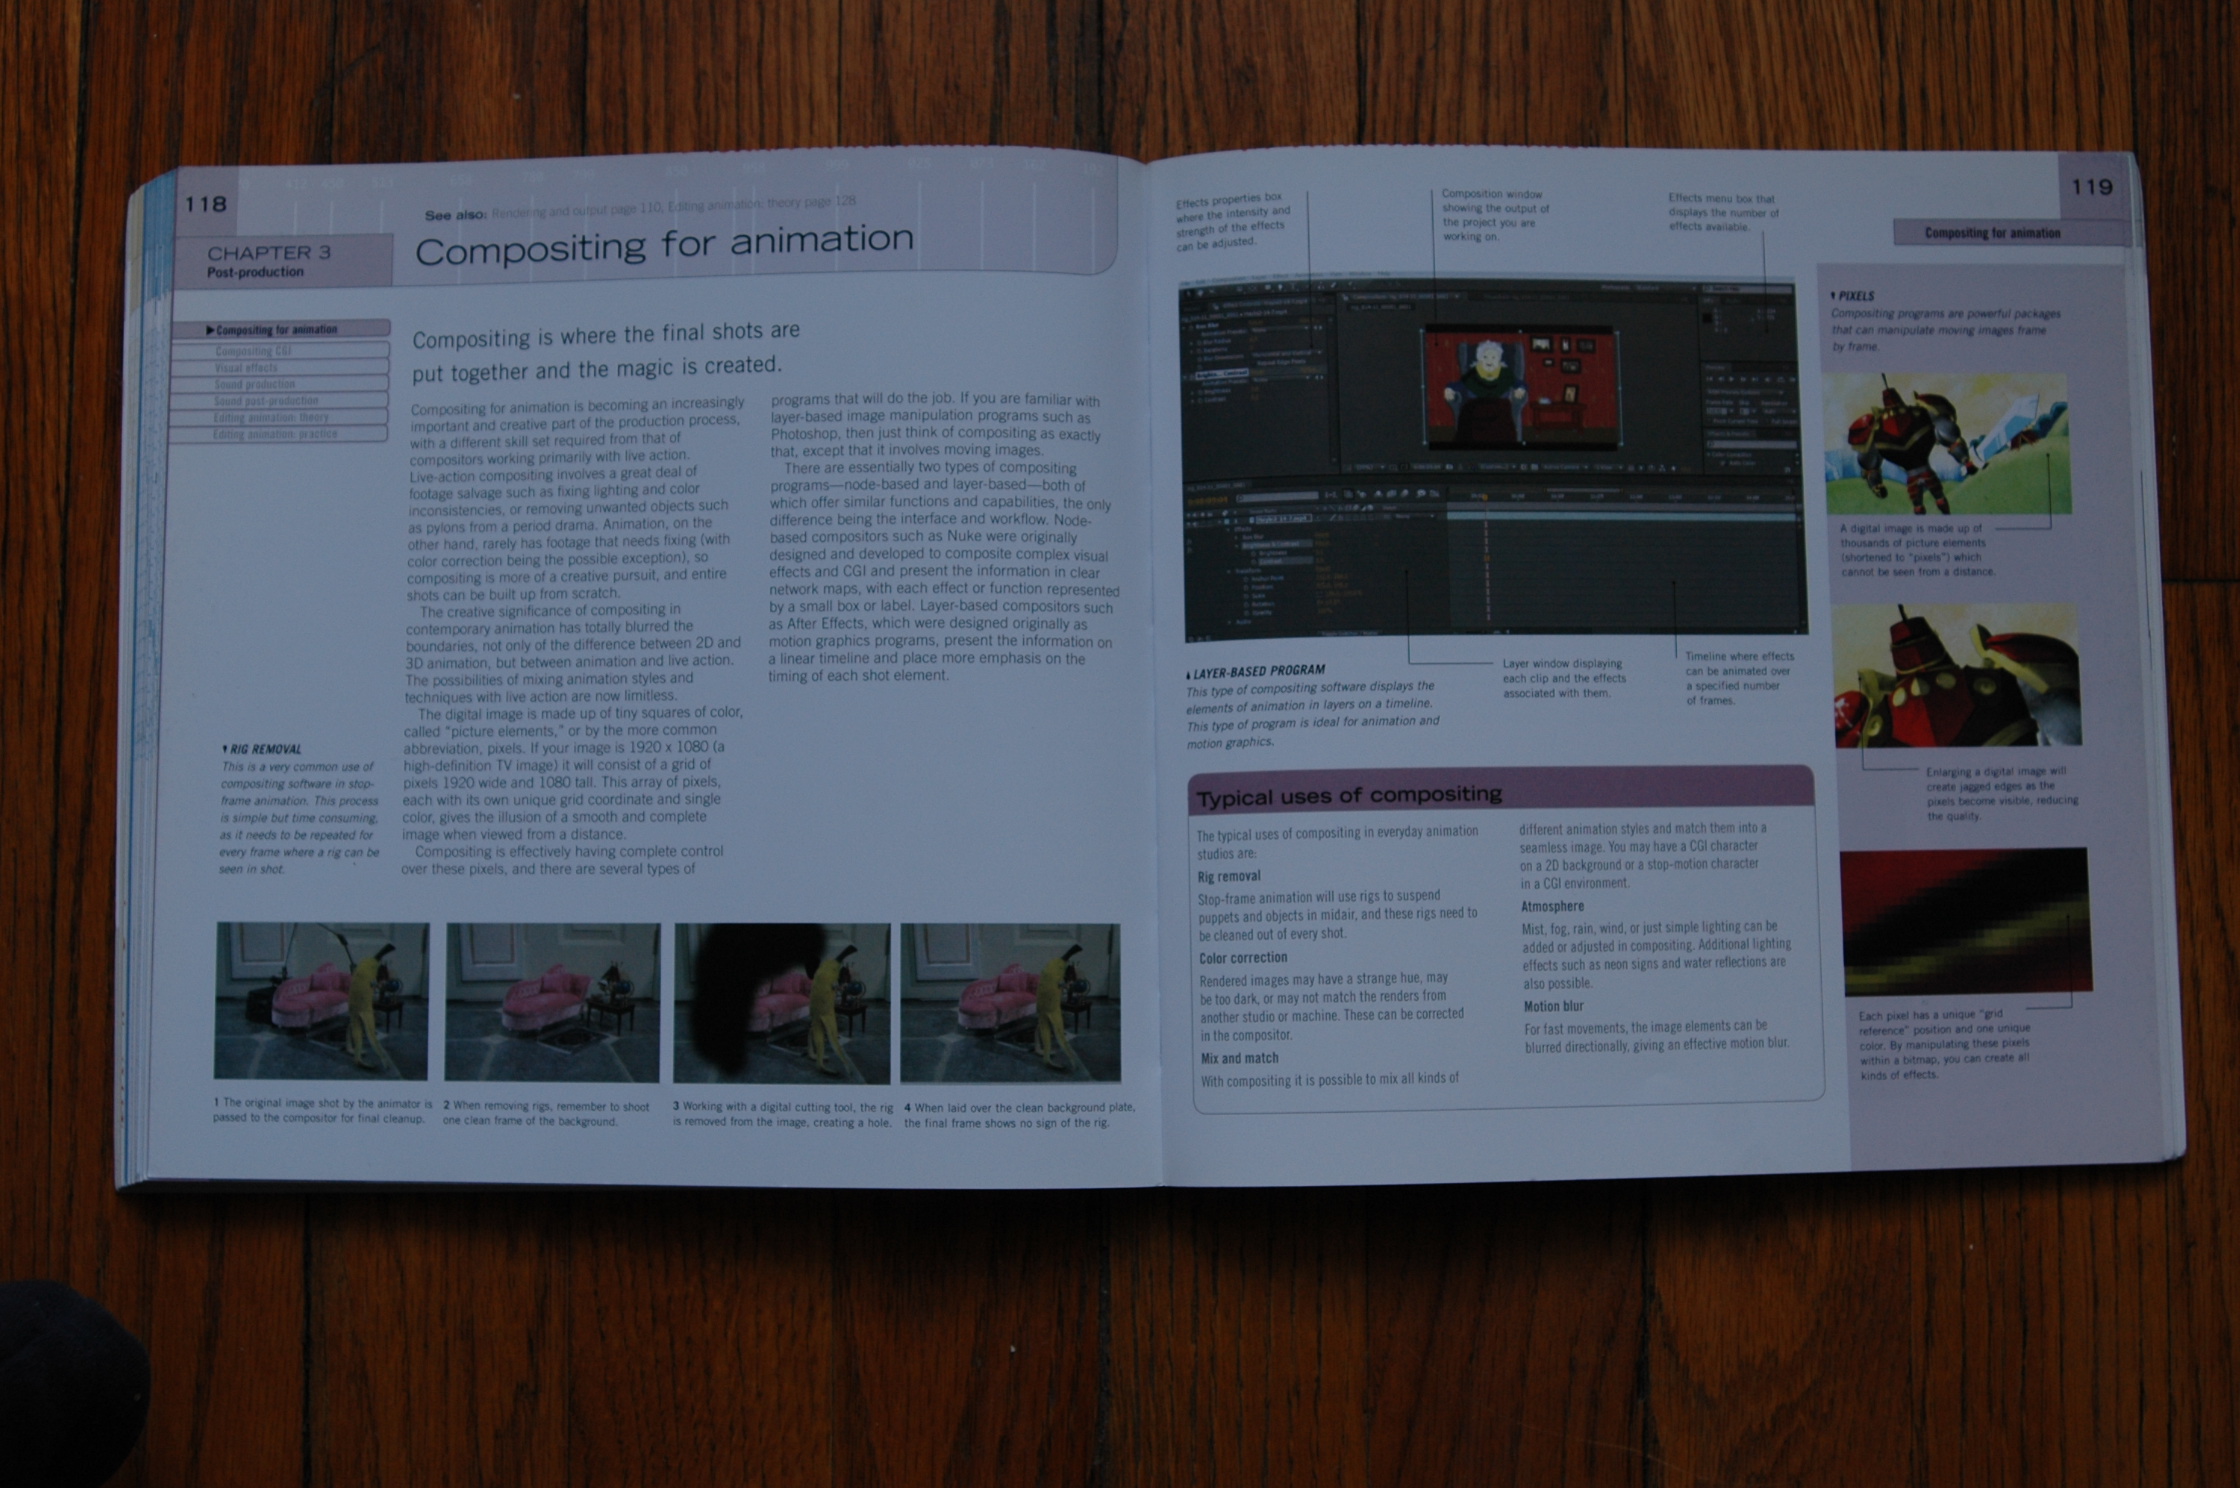 118
See also: Rendering and output page 110, Editing animation: theory page 128
CHAPTER 3
Post-production
Compositing for animation
▶Compositing for animation
Compositing CGI
Visual effects
Sound production
Sound post-production
Editing animation: theory
Editing animation: practice
Compositing is where the final shots are
put together and the magic is created.
Compositing for animation is becoming an increasingly
important and creative part of the production process,
with a different skill set required from that of
compositors working primarily with live action.
Live-action compositing involves a great deal of
footage salvage such as fixing lighting and color
inconsistencies, or removing unwanted objects such
as pylons from a period drama. Animation, on the
other hand, rarely has footage that needs fixing (with
color correction being the possible exception), so
compositing is more of a creative pursuit, and entire
shots can be built up from scratch.
The creative significance of compositing in
contemporary animation has totally blurred the
boundaries, not only of the difference between 2D and
3D animation, but between animation and live action.
The possibilities of mixing animation styles and
techniques with live action are now limitless.
The digital image is made up of tiny squares of color,
called "picture elements," or by the more common
abbreviation, pixels. If your image is 1920 x 1080 (a
high-definition TV image) it will consist of a grid of
pixels 1920 wide and 1080 tall. This array of pixels,
each with its own unique grid coordinate and single
color, gives the illusion of a smooth and complete
image when viewed from a distance.
Compositing is effectively having complete control
over these pixels, and there are several types of
programs that will do the job. If you are familiar with
layer-based image manipulation programs such as
Photoshop, then just think of compositing as exactly
that, except that it involves moving images.
There are essentially two types of compositing
programs—node-based and layer-based—both of
which offer similar functions and capabilities, the only
difference being the interface and workflow. Node-
based compositors such as Nuke were originally
designed and developed to composite complex visual
effects and CGI and present the information in clear
network maps, with each effect or function represented
by a small box or label. Layer-based compositors such
as After Effects, which were designed originally as
motion graphics programs, present the information on
a linear timeline and place more emphasis on the
timing of each shot element.
▼RIG REMOVAL
This is a very common use of
compositing software in stop-
frame animation. This process
is simple but time consuming,
as it needs to be repeated for
every frame where a rig can be
seen in shot.
1 The original image shot by the animator is
passed to the compositor for final cleanup.
2 When removing rigs, remember to shoot
one clean frame of the background.
3 Working with a digital cutting tool, the rig
is removed from the image, creating a hole.
4 When laid over the clean background plate,
the final frame shows no sign of the rig.
119
Compositing for animation
Effects properties box
where the intensity and
strength of the effects
can be adjusted.
Composition window
showing the output of
the project you are
working on.
Effects menu box that
displays the number of
effects available.
Layer window displaying
each clip and the effects
associated with them.
Timeline where effects
can be animated over
a specified number
of frames.
▲LAYER-BASED PROGRAM
This type of compositing software displays the
elements of animation in layers on a timeline.
This type of program is ideal for animation and
motion graphics.
Typical uses of compositing
The typical uses of compositing in everyday animation
studios are:
Rig removal
Stop-frame animation will use rigs to suspend
puppets and objects in midair, and these rigs need to
be cleaned out of every shot.
Color correction
Rendered images may have a strange hue, may
be too dark, or may not match the renders from
another studio or machine. These can be corrected
in the compositor.
Mix and match
With compositing it is possible to mix all kinds of
different animation styles and match them into a
seamless image. You may have a CGI character
on a 2D background or a stop-motion character
in a CGI environment.
Atmosphere
Mist, fog, rain, wind, or just simple lighting can be
added or adjusted in compositing. Additional lighting
effects such as neon signs and water reflections are
also possible.
Motion blur
For fast movements, the image elements can be
blurred directionally, giving an effective motion blur.
▼PIXELS
Compositing programs are powerful packages
that can manipulate moving images frame
by frame.
A digital image is made up of
thousands of picture elements
(shortened to "pixels") which
cannot be seen from a distance.
Enlarging a digital image will
create jagged edges as the
pixels become visible, reducing
the quality.
Each pixel has a unique "grid
reference" position and one unique
color. By manipulating these pixels
within a bitmap, you can create all
kinds of effects.